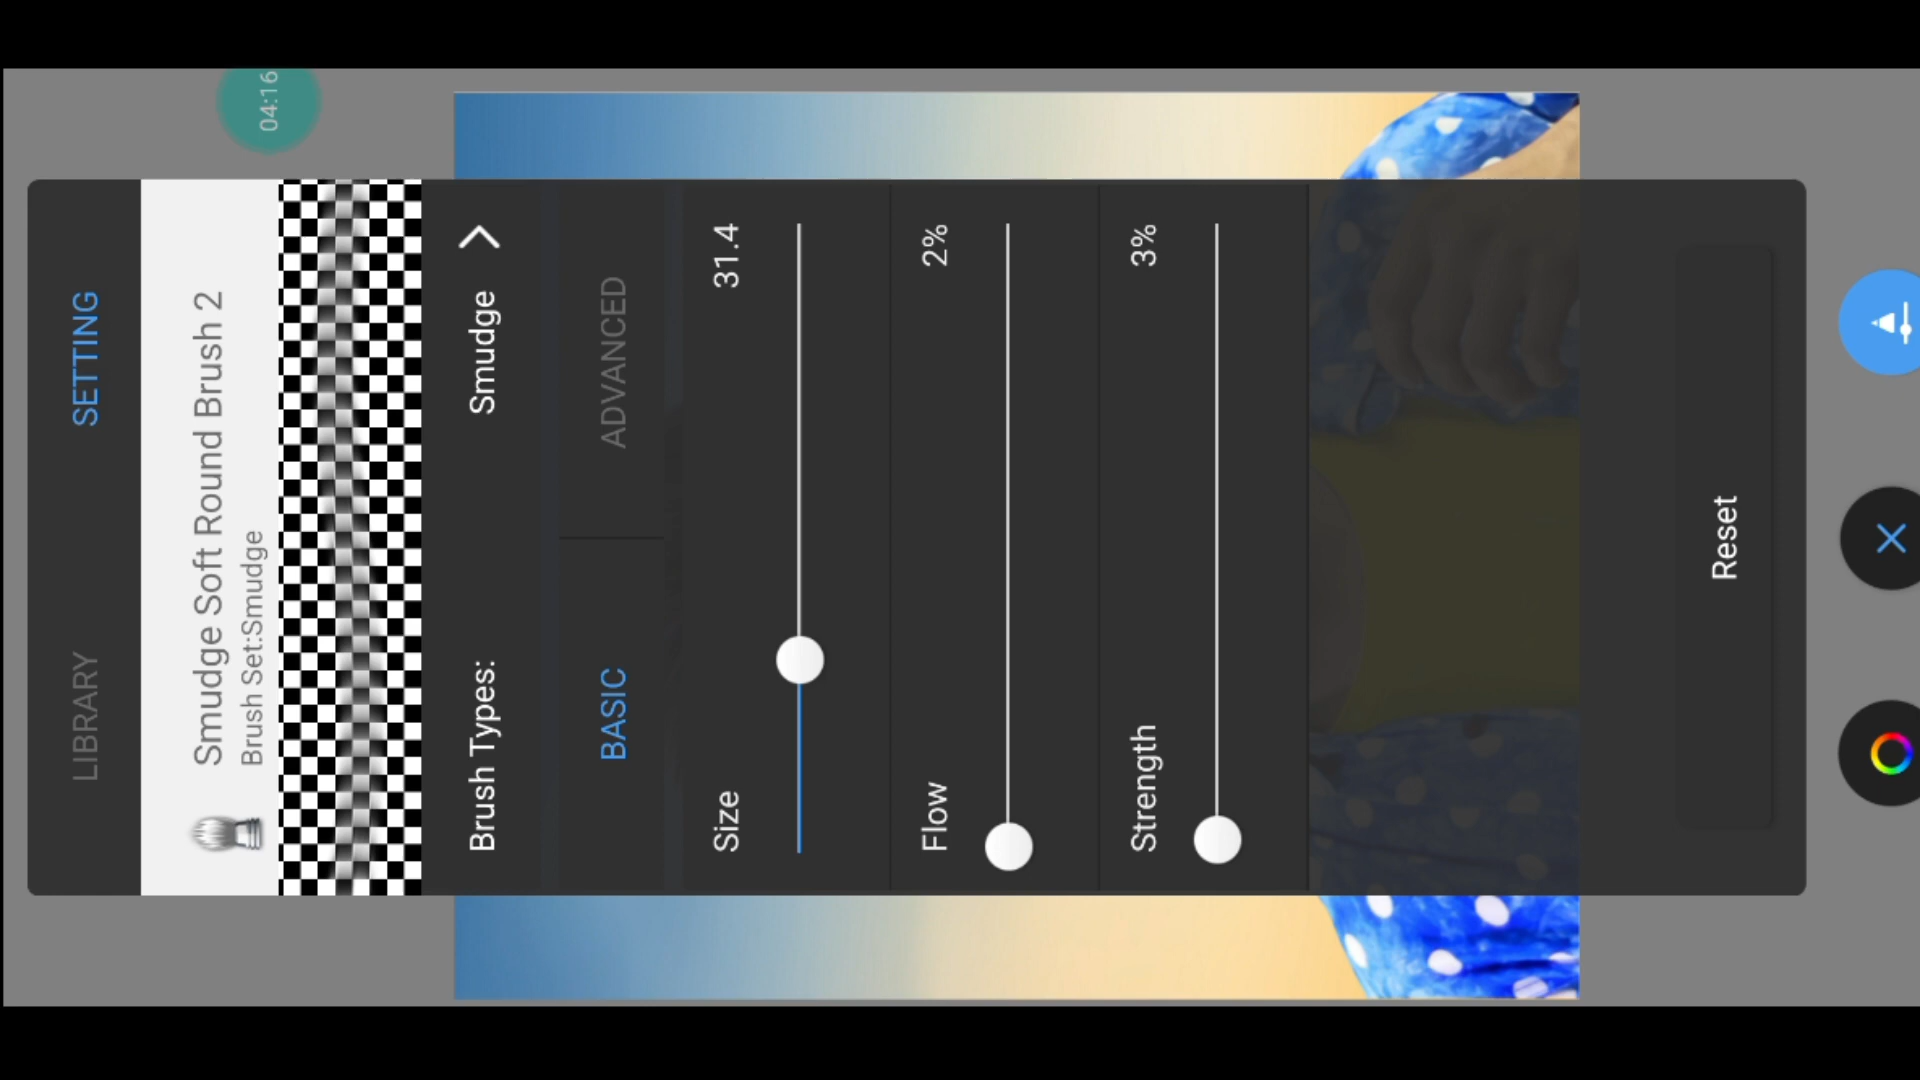 04:16
LIBRARY SETTING
Smudge Soft Round Brush 2
Brush Set:Smudge
Brush Types: Smudge
BASIC ADVANCED
Size 31.4
Flow 2%
Strength 3%
Reset